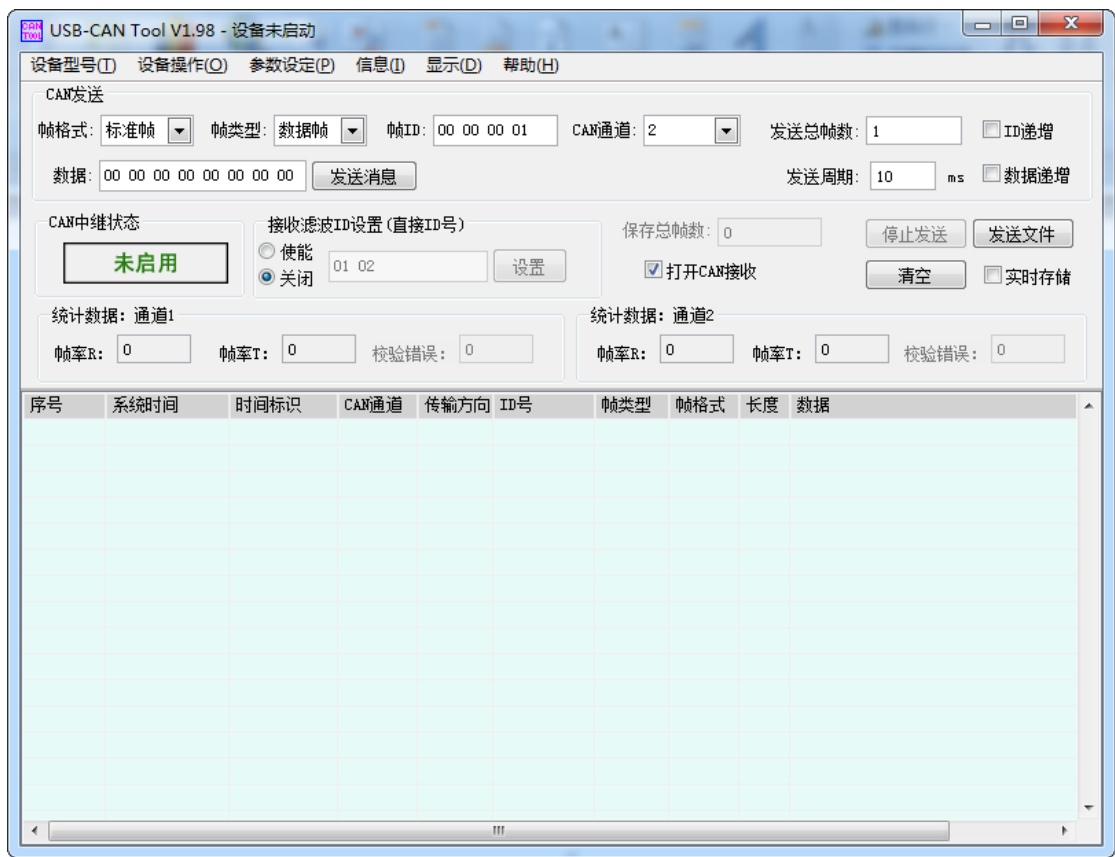 CAN TOOL USB-CAN Tool V1.98 - 设备未启动
设备型号(T) 设备操作(O) 参数设定(P) 信息(I) 显示(D) 帮助(H)
CAN发送
帧格式: 标准帧 帧类型: 数据帧 帧ID: 00 00 00 01 CAN通道: 2 发送总帧数: 1 ID递增
数据: 00 00 00 00 00 00 00 00 发送消息 发送周期: 10 ms 数据递增
CAN中继状态 接收滤波ID设置(直接ID号) 保存总帧数: 0 停止发送 发送文件
未启用 使能 01 02 设置 打开CAN接收 清空 实时存储
关闭
统计数据: 通道1 统计数据: 通道2
帧率R: 0 帧率T: 0 校验错误: 0 帧率R: 0 帧率T: 0 校验错误: 0
序号 系统时间 时间标识 CAN通道 传输方向 ID号 帧类型 帧格式 长度 数据